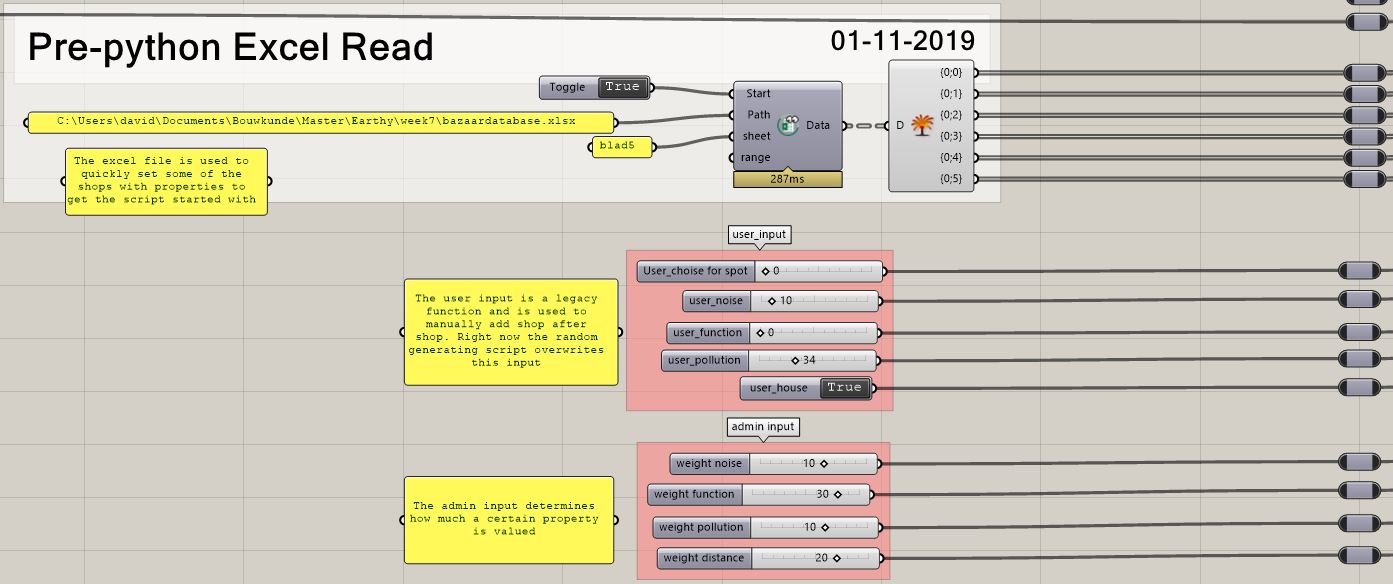 Pre-python Excel Read
01-11-2019
Toggle True
C:\Users\david\Documents\Bouwkunde\Master\Earthy\week7\bazaardatabase.xlsx
blad5
Start
Path
sheet
range
Data
287ms
D
{0;0}
{0;1}
{0;2}
{0;3}
{0;4}
{0;5}
The excel file is used to
quickly set some of the
shops with properties to
get the script started with
user_input
User_choise for spot 0
user_noise 10
user_function 0
user_pollution 34
user_house True
The user input is a legacy
function and is used to
manually add shop after
shop. Right now the random
generating script overwrites
this input
admin input
weight noise 10
weight function 30
weight pollution 10
weight distance 20
The admin input determines
how much a certain property
is valued